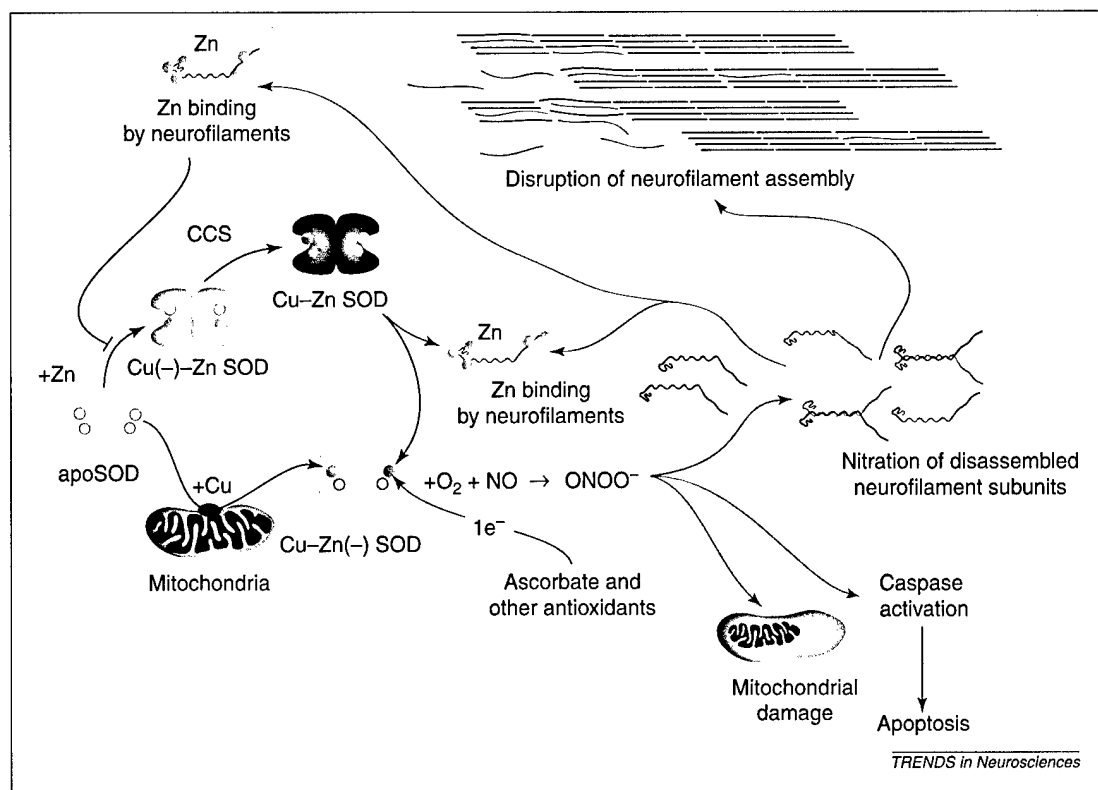 Zn
Zn binding
by neurofilaments
Disruption of neurofilament assembly
CCS
Cu–Zn SOD
Cu(–)–Zn SOD
+Zn
apoSOD
Zn
Zn binding
by neurofilaments
Nitration of disassembled
neurofilament subunits
+Cu
Mitochondria
Cu–Zn(–) SOD
+O₂ + NO → ONOO⁻
1e⁻
Ascorbate and
other antioxidants
Mitochondrial
damage
Caspase
activation
Apoptosis
TRENDS in Neurosciences